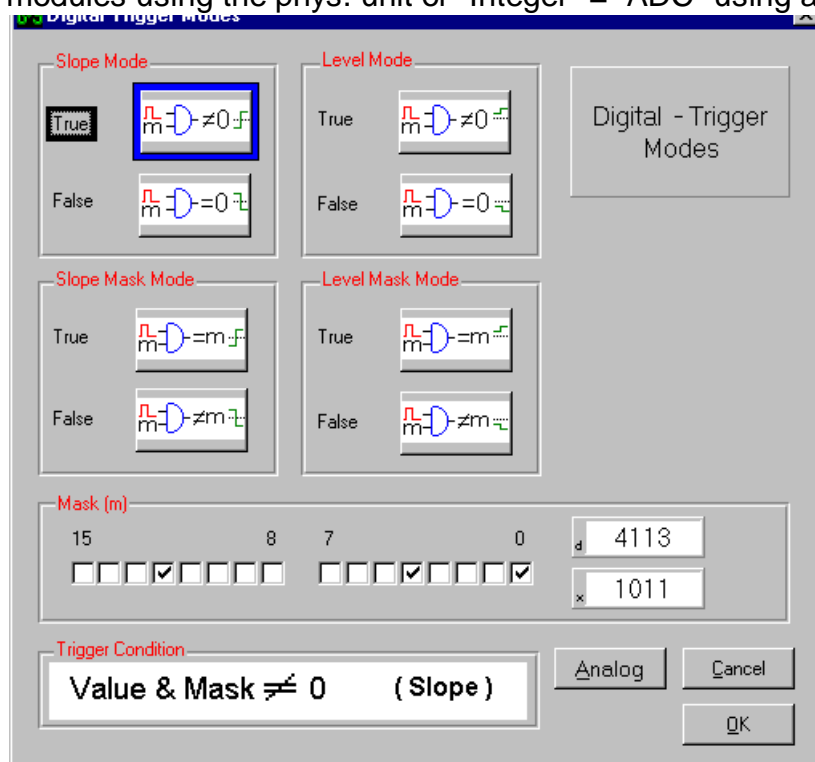 modules using the phys. unit of "Integer" = "ADC" using a
Digital Trigger Modes
Slope Mode
True
m ≠0
False
m =0
Level Mode
True
m ≠0
False
m =0
Digital - Trigger
Modes
Slope Mask Mode
True
m =m
False
m ≠m
Level Mask Mode
True
m =m
False
m ≠m
Mask (m)
15 8 7 0
d 4113
x 1011
Trigger Condition
Value & Mask ≠ 0 ( Slope )
Analog
Cancel
OK